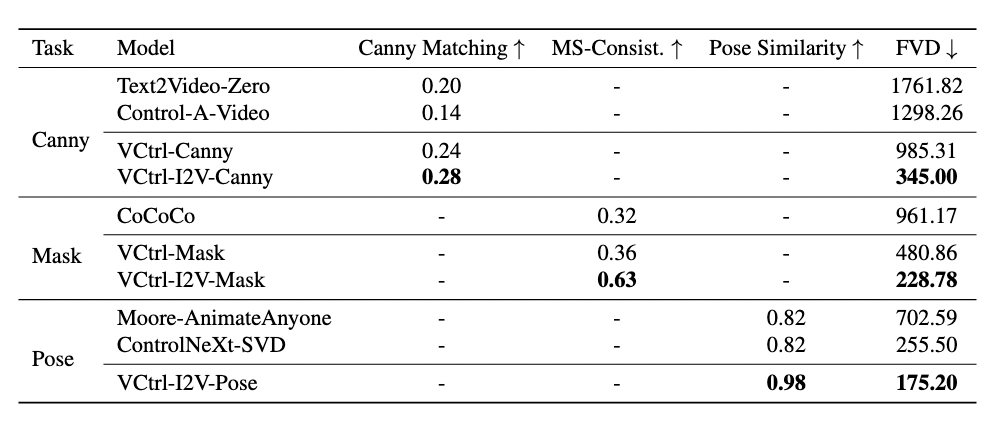 Task Model Canny Matching ↑ MS-Consist. ↑ Pose Similarity ↑ FVD ↓
Text2Video-Zero 0.20 - - 1761.82
Control-A-Video 0.14 - - 1298.26
Canny
VCtrl-Canny 0.24 - - 985.31
VCtrl-I2V-Canny 0.28 - - 345.00
CoCoCo - 0.32 - 961.17
Mask
VCtrl-Mask - 0.36 - 480.86
VCtrl-I2V-Mask - 0.63 - 228.78
Moore-AnimateAnyone - - 0.82 702.59
ControlNeXt-SVD - - 0.82 255.50
Pose
VCtrl-I2V-Pose - - 0.98 175.20